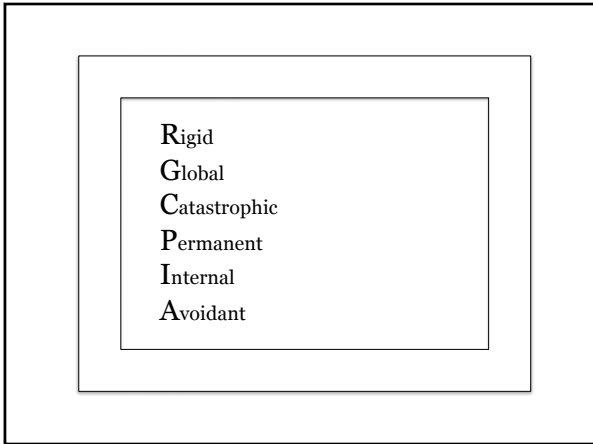 Rigid
Global
Catastrophic
Permanent
Internal
Avoidant